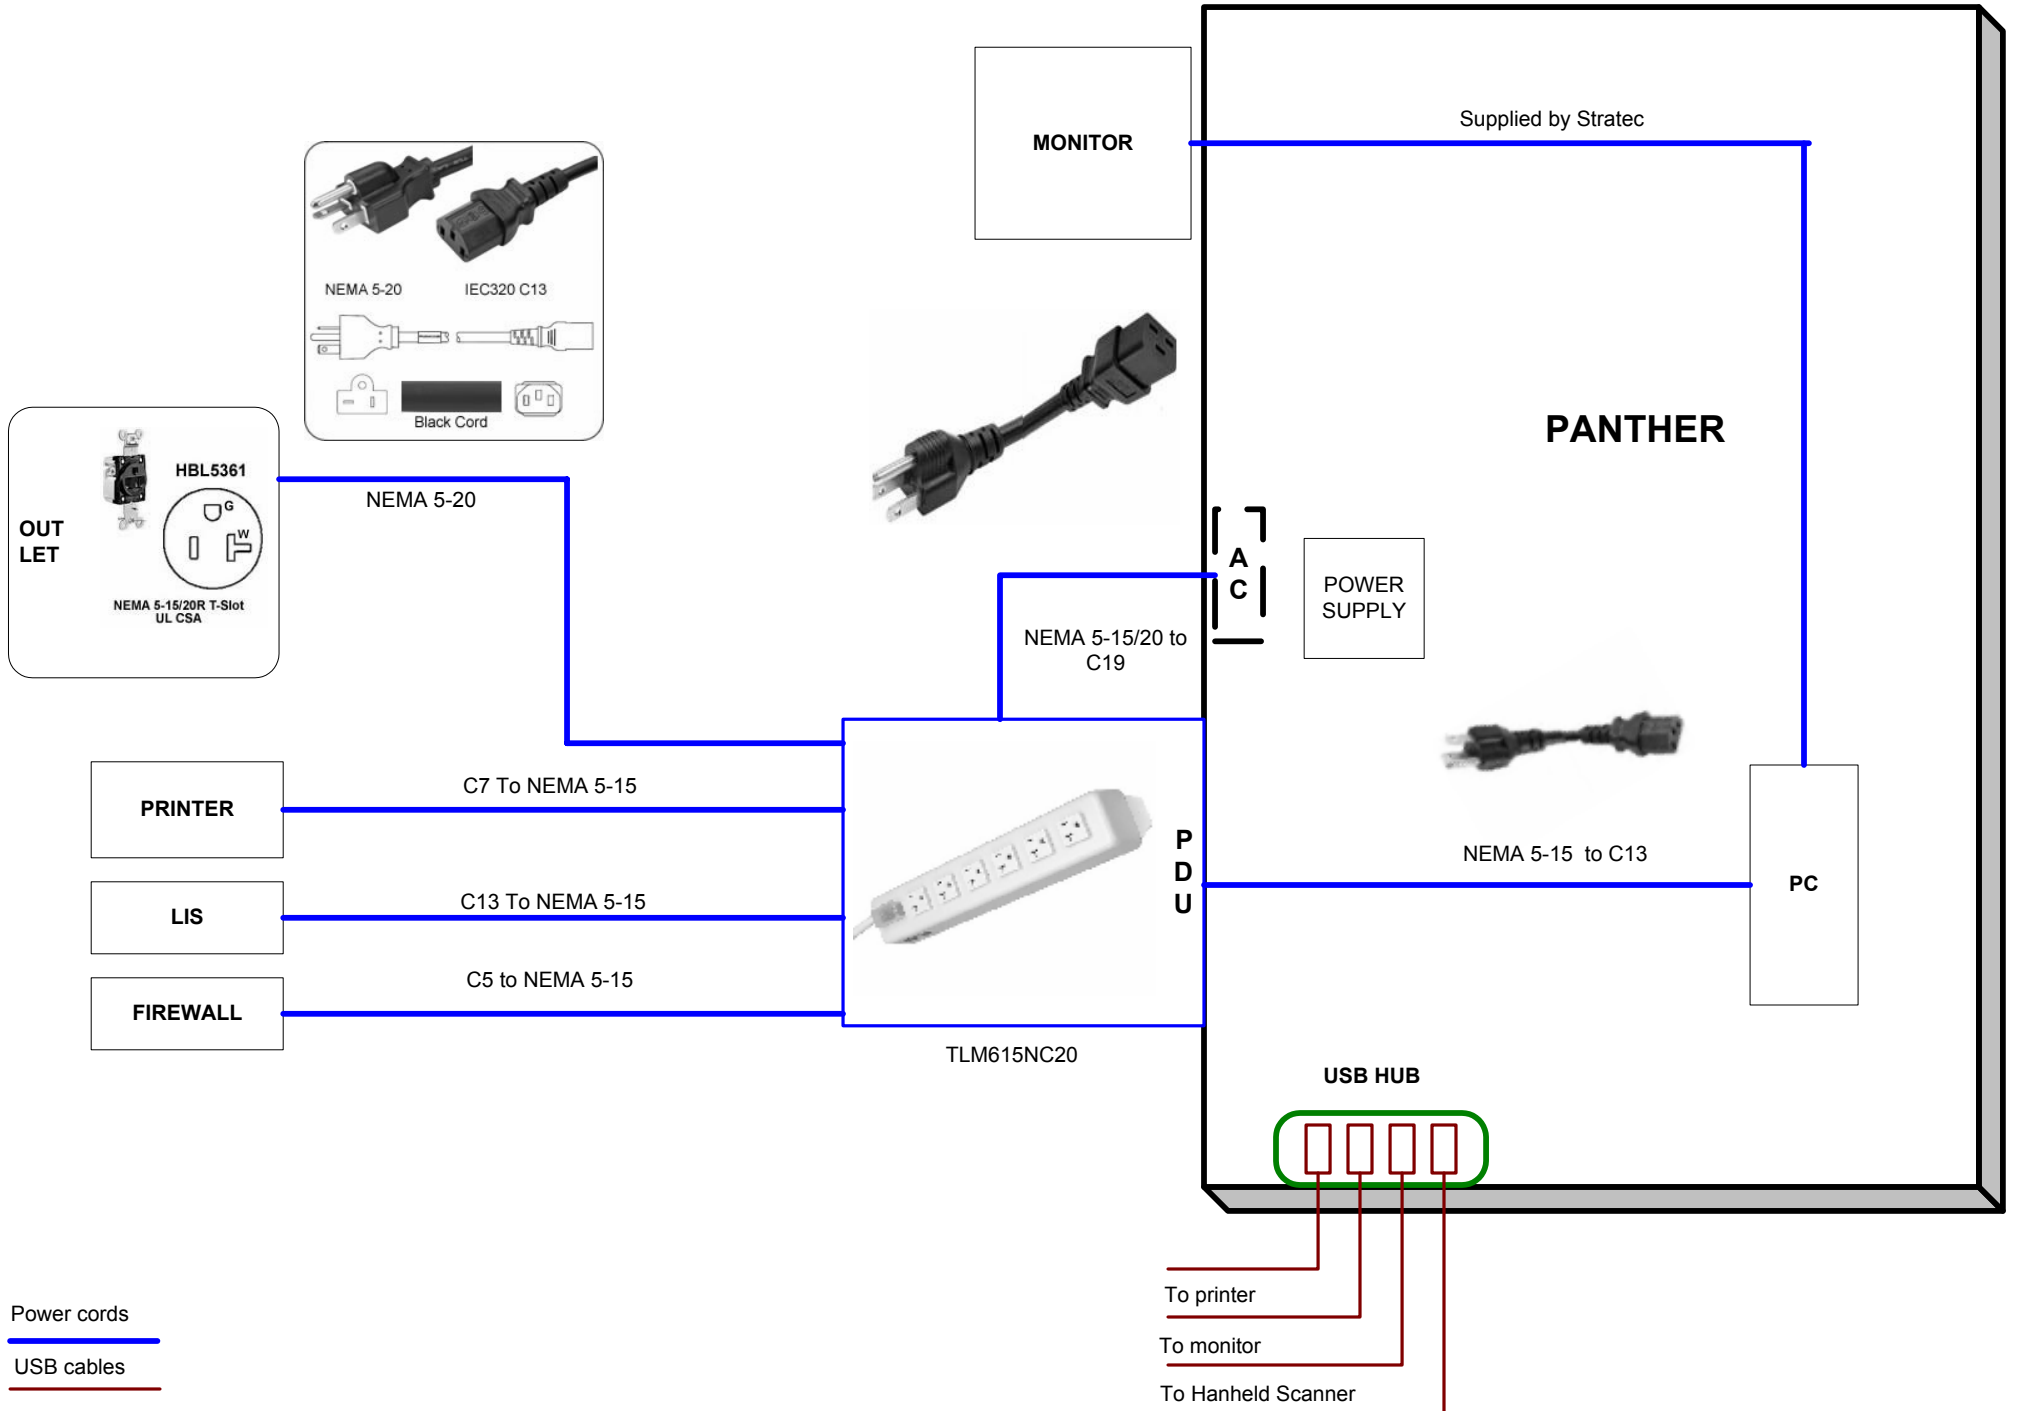 MONITOR
Supplied by Stratec
NEMA 5-20
IEC320 C13
Black Cord
PANTHER
HBL5361
G
W
OUT
LET
NEMA 5-15/20R T-Slot
UL CSA
NEMA 5-20
A
C
POWER
SUPPLY
NEMA 5-15/20 to
C19
C7 To NEMA 5-15
PRINTER
P
D
U
NEMA 5-15 to C13
PC
C13 To NEMA 5-15
LIS
C5 to NEMA 5-15
FIREWALL
TLM615NC20
USB HUB
To printer
To monitor
To Hanheld Scanner
Power cords
USB cables